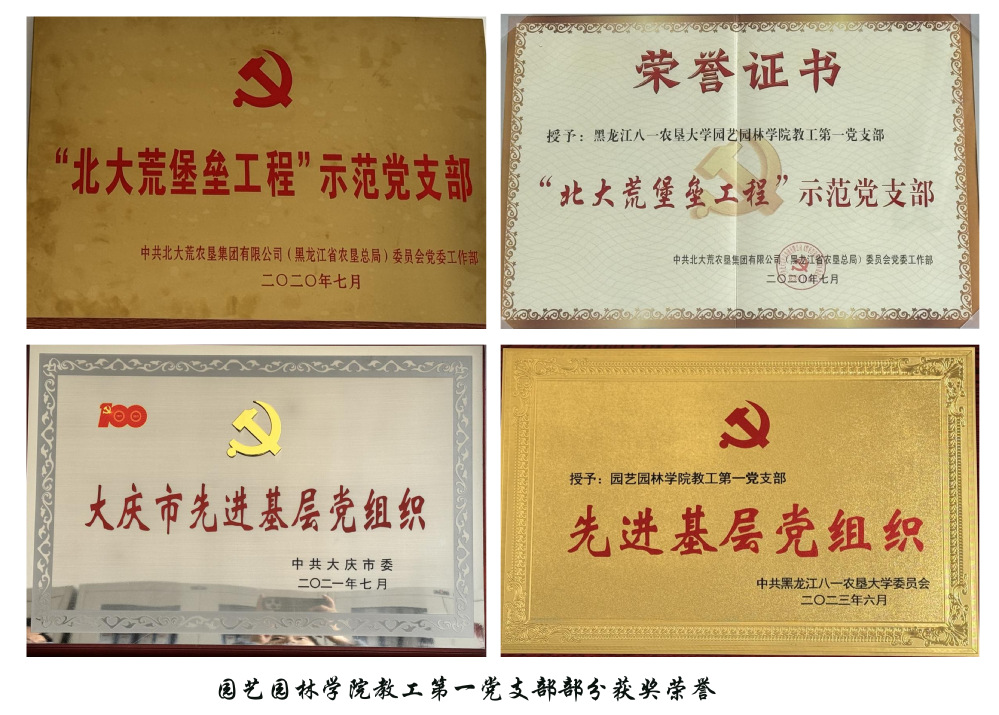 “北大荒堡垒工程”示范党支部
中共北大荒农垦集团有限公司（黑龙江省农垦总局）委员会党委工作部
二〇二〇年七月
荣誉证书
授予：黑龙江八一农垦大学园艺园林学院教工第一党支部
“北大荒堡垒工程”示范党支部
中共北大荒农垦集团有限公司（黑龙江省农垦总局）委员会党委工作部
二〇二〇年七月
100
大庆市先进基层党组织
中共大庆市委
二〇二一年七月
授予：园艺园林学院教工第一党支部
先进基层党组织
中共黑龙江八一农垦大学委员会
二〇二三年六月
园艺园林学院教工第一党支部部分获奖荣誉